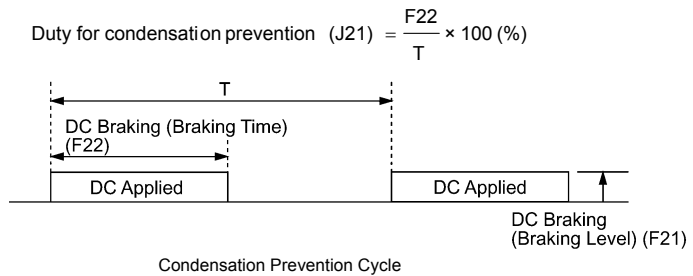 Duty for condensation prevention (J21) = F22 / T × 100 (%)
T
DC Braking (Braking Time)
(F22)
DC Applied
DC Applied
DC Braking
(Braking Level) (F21)
Condensation Prevention Cycle